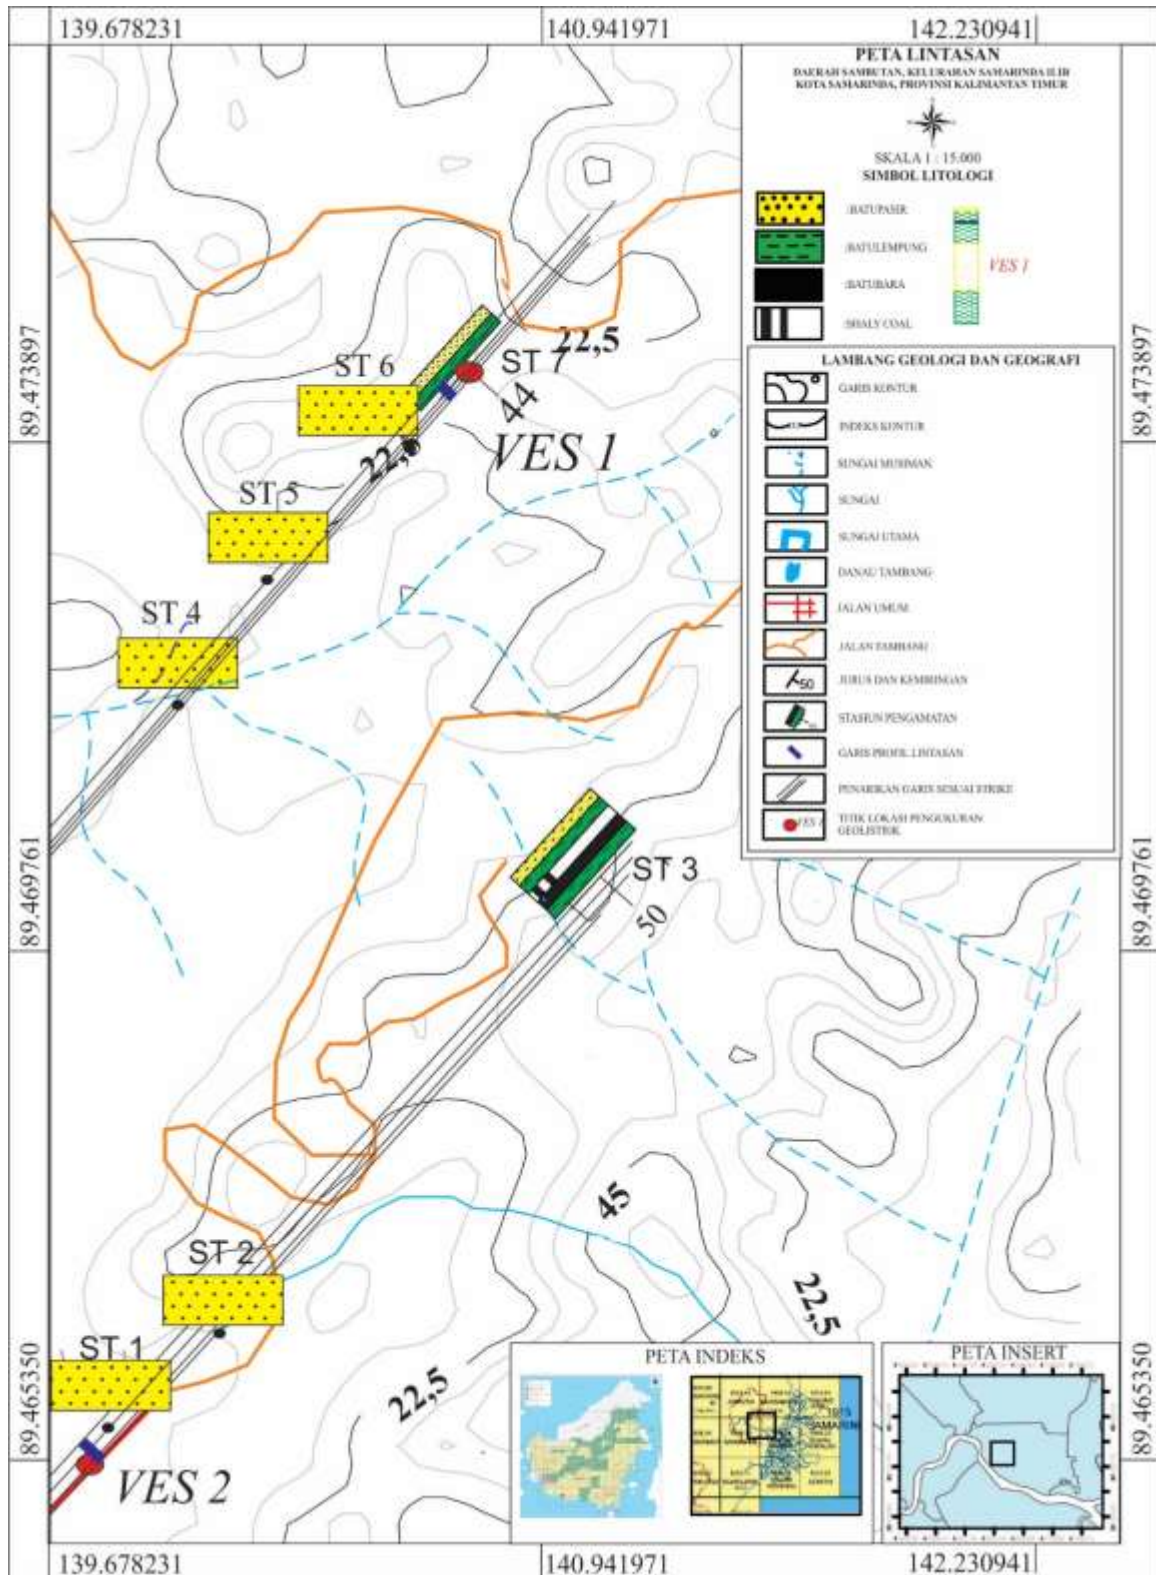 139.678231
140.941971
142.230941
PETA LINTASAN
DAERAH SAMBUTAN, KELURAHAN SAMARINDA ILIR
KOTA SAMARINDA, PROVINSI KALIMANTAN TIMUR
SKALA 1 : 15.000
SIMBOL LITOLOGI
:BATUPASIR
:BATULEMPUNG
:BATUBARA
:SHALY COAL
VES 1
LAMBANG GEOLOGI DAN GEOGRAFI
GARIS KONTUR
INDEKS KONTUR
SUNGAI MUSIMAN
SUNGAI
SUNGAI UTAMA
DANAU TAMBANG
JALAN UMUM
JALAN TAMBANG
50
JURUS DAN KEMIRINGAN
STASIUN PENGAMATAN
GARIS PROFIL LINTASAN
PENARIKAN GARIS SESUAI STRIKE
VES 1
TITIK LOKASI PENGUKURAN
GEOLISTRIK
89.473897
89.473897
22,5
ST 7
ST 6
44
VES 1
ST 5
ST 4
89.469761
89.469761
ST 3
50
45
ST 2
22,5
ST 1
22,5
VES 2
89.465350
89.465350
PETA INDEKS
PETA INSERT
139.678231
140.941971
142.230941